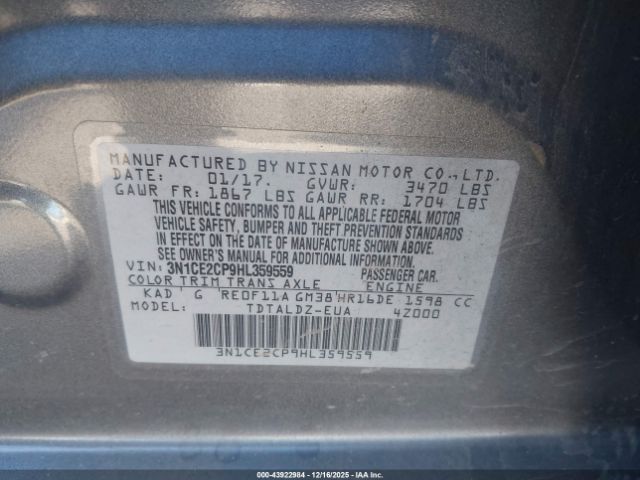 MANUFACTURED BY NISSAN MOTOR CO., LTD.
DATE: 01/17. GVWR: 3470 LBS
GAWR FR: 1867 LBS GAWR RR: 1704 LBS
THIS VEHICLE CONFORMS TO ALL APPLICABLE FEDERAL MOTOR
VEHICLE SAFETY, BUMPER AND THEFT PREVENTION STANDARDS
IN EFFECT ON THE DATE OF MANUFACTURE SHOWN ABOVE.
SEE OWNER'S MANUAL FOR ADDITIONAL INFORMATION.
VIN: 3N1CE2CP9HL359559 PASSENGER CAR.
COLOR TRIM TRANS AXLE ENGINE
KAD G RE0F11A GM38 HR16DE 1598 CC
MODEL: TDTALDZ-EUA 4Z000
3N1CE2CP9HL359559
000- 43922984 - 12/16/2025 - IAA Inc. Copyright